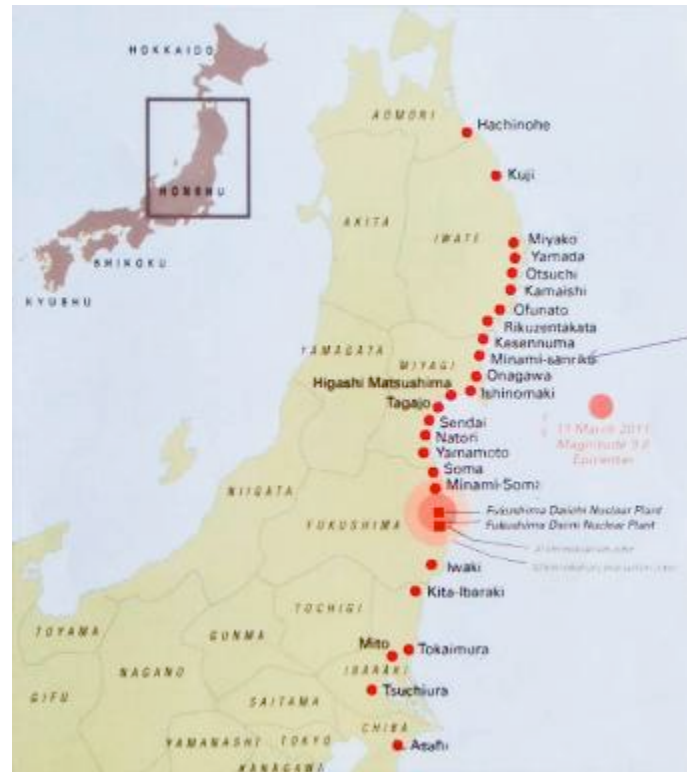 HOKKAIDO
HONSHU
SHIKOKU
KYUSHU
AOMORI
Hachinohe
Kuji
AKITA
IWATE
Miyako
Yamada
Otsuchi
Kamaishi
Ofunato
Rikuzentakata
Kesennuma
YAMAGATA
MIYAGI
Minami-sanriku
Onagawa
Higashi Matsushima
Ishinomaki
Tagajo
Sendai
11 March 2011
Natori
Magnitude 9.0
Yamamoto
Epicenter
Soma
Minami-Soma
NIIGATA
Fukushima Daiichi Nuclear Plant
FUKUSHIMA
Fukushima Daini Nuclear Plant
Iwaki
Kita-Ibaraki
TOCHIGI
TOYAMA
GUNMA
Mito
Tokaimura
NAGANO
IBARAKI
GIFU
Tsuchiura
SAITAMA
CHIBA
YAMANASHI
TOKYO
Asahi
KANAGAWA